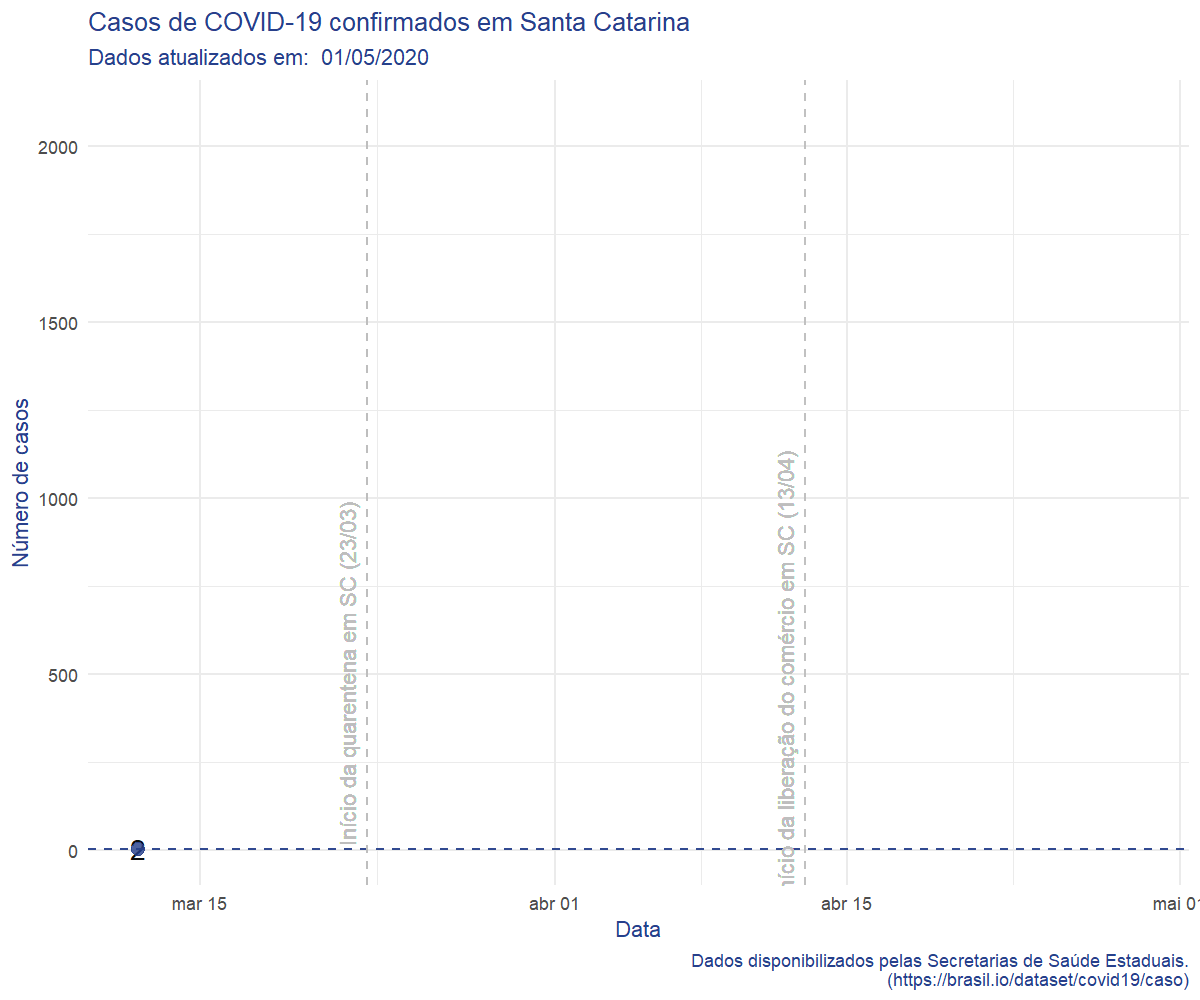 Casos de COVID-19 confirmados em Santa Catarina
Dados atualizados em:  01/05/2020
Número de casos
2000
1500
1000
500
0
Início da quarentena em SC (23/03)
nício da liberação do comércio em SC (13/04)
2
mar 15
abr 01
abr 15
mai 01
Data
Dados disponibilizados pelas Secretarias de Saúde Estaduais.
(https://brasil.io/dataset/covid19/caso)